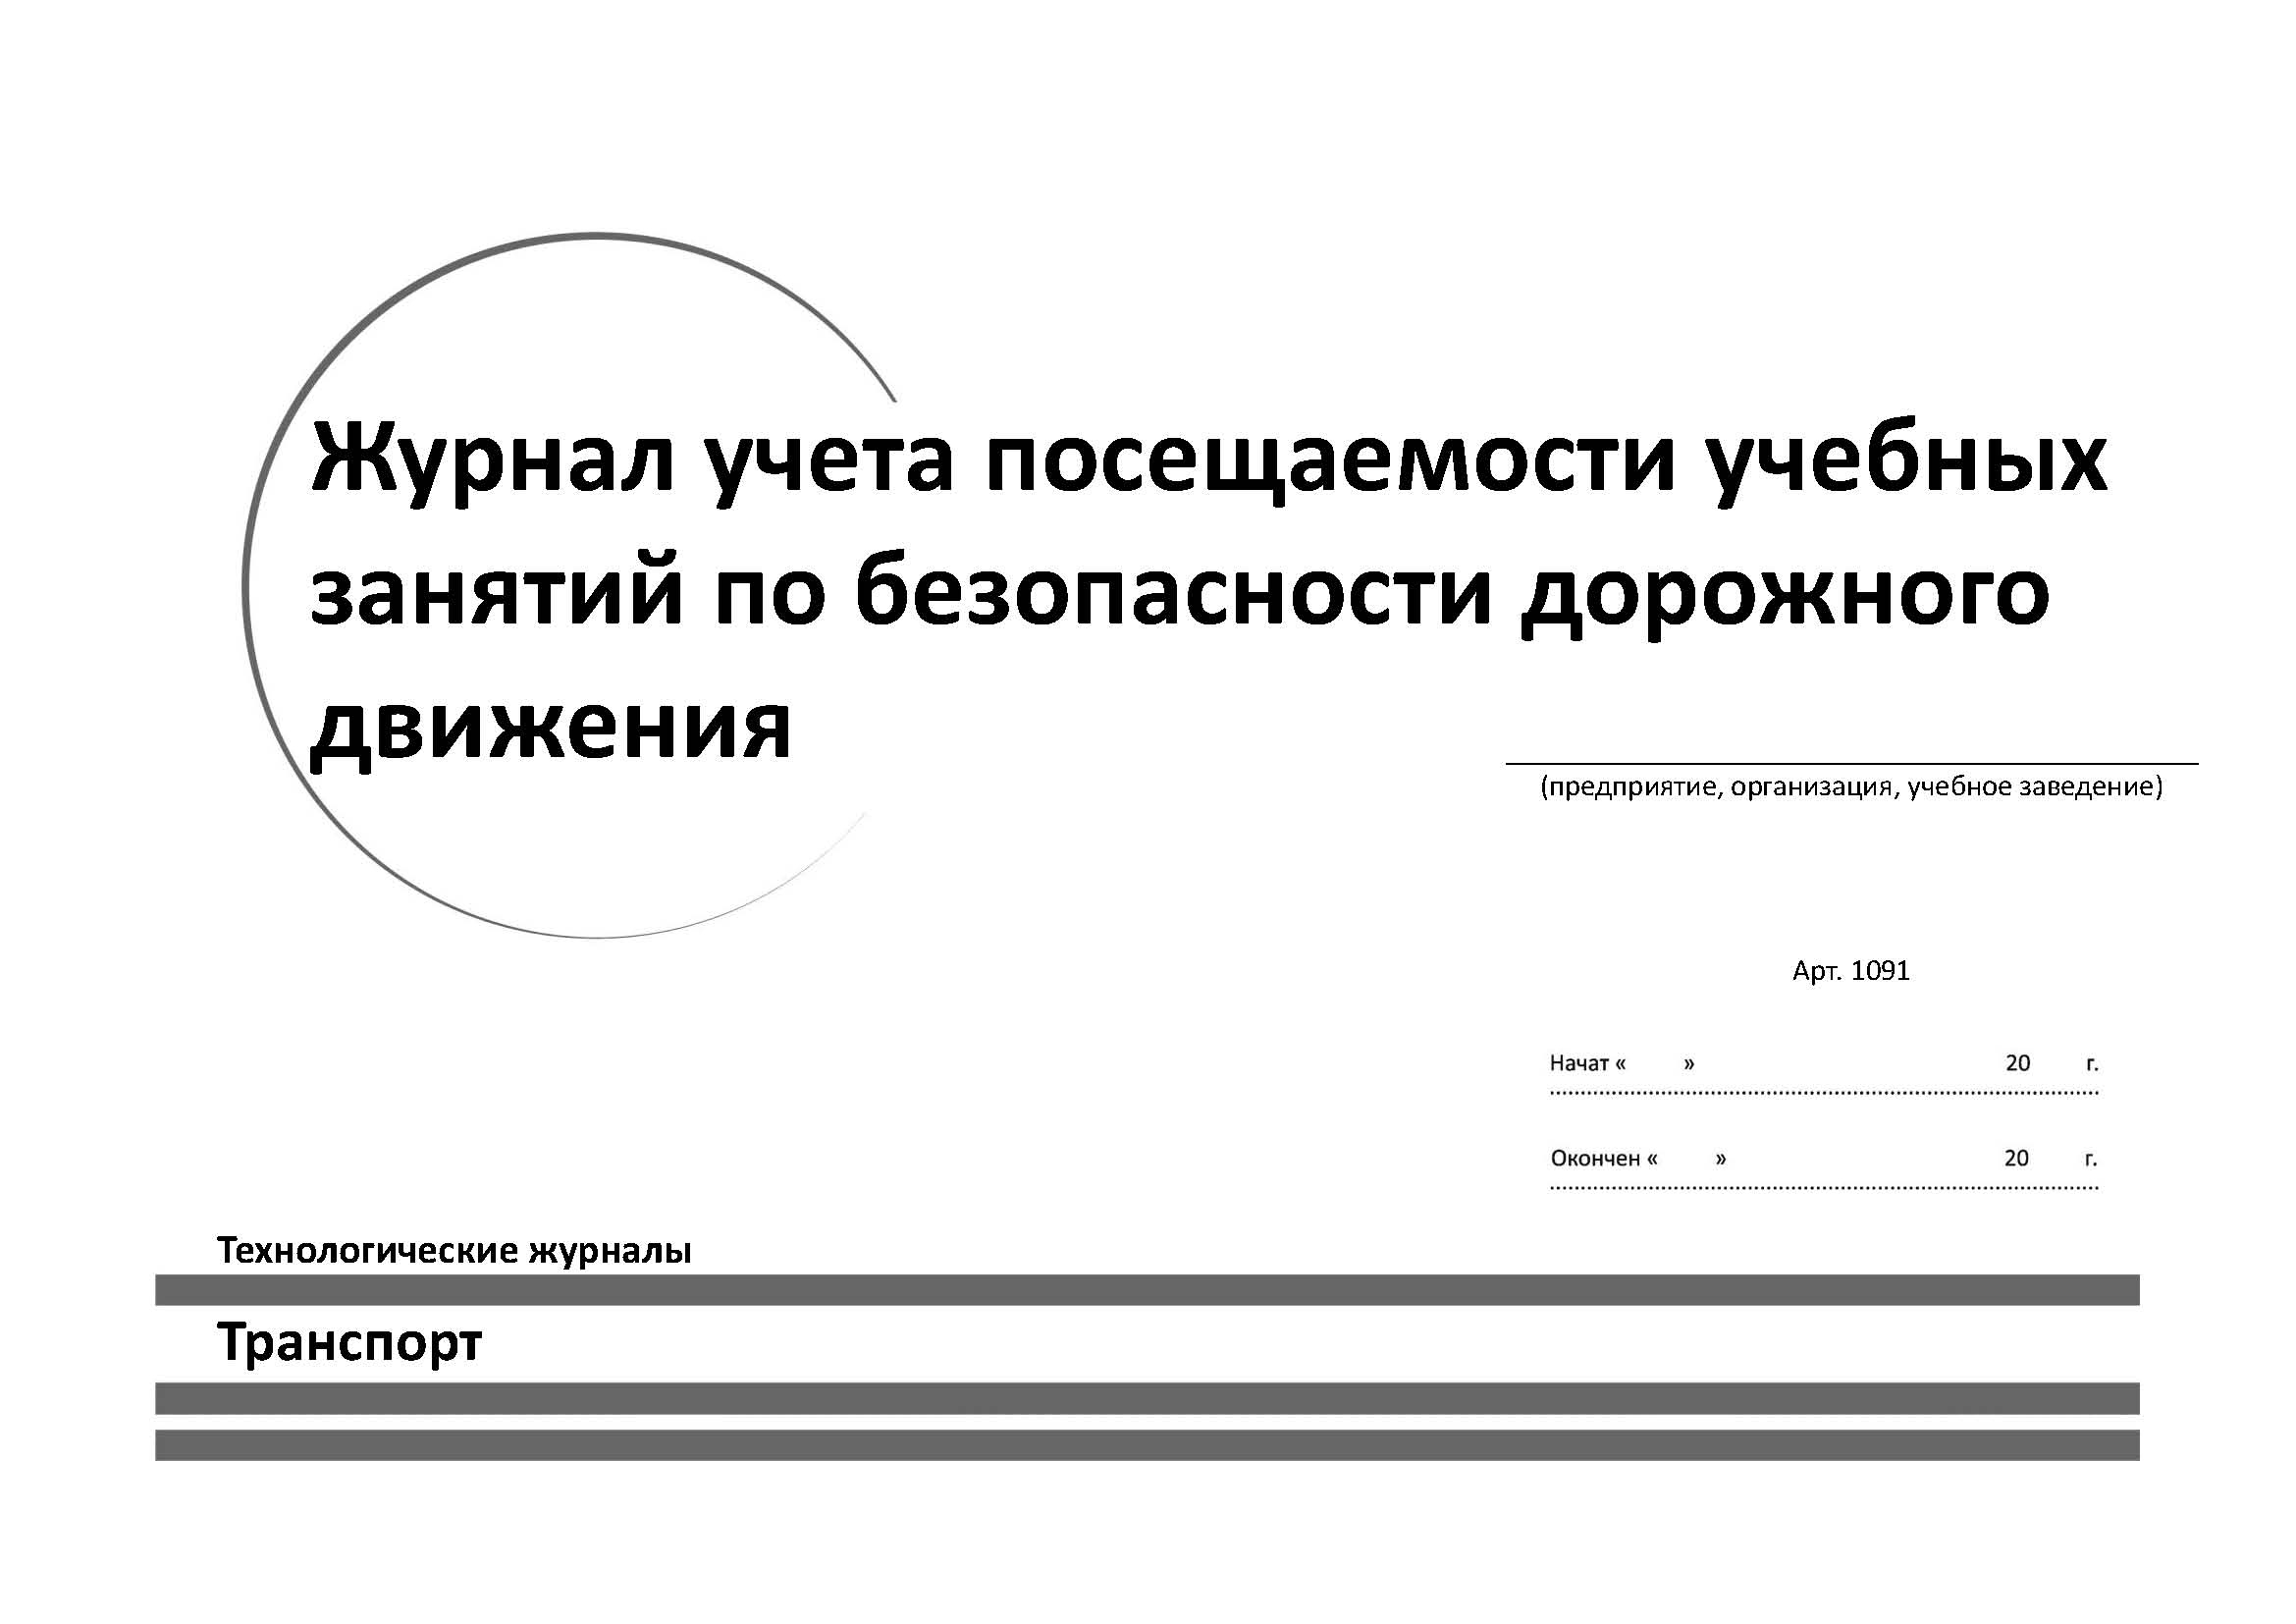 Журнал учета посещаемости учебных
занятий по безопасности дорожного
движения
(предприятие, организация, учебное заведение)
Арт. 1091
Начат « » 20 г.
Окончен « » 20 г.
Технологические журналы
Транспорт